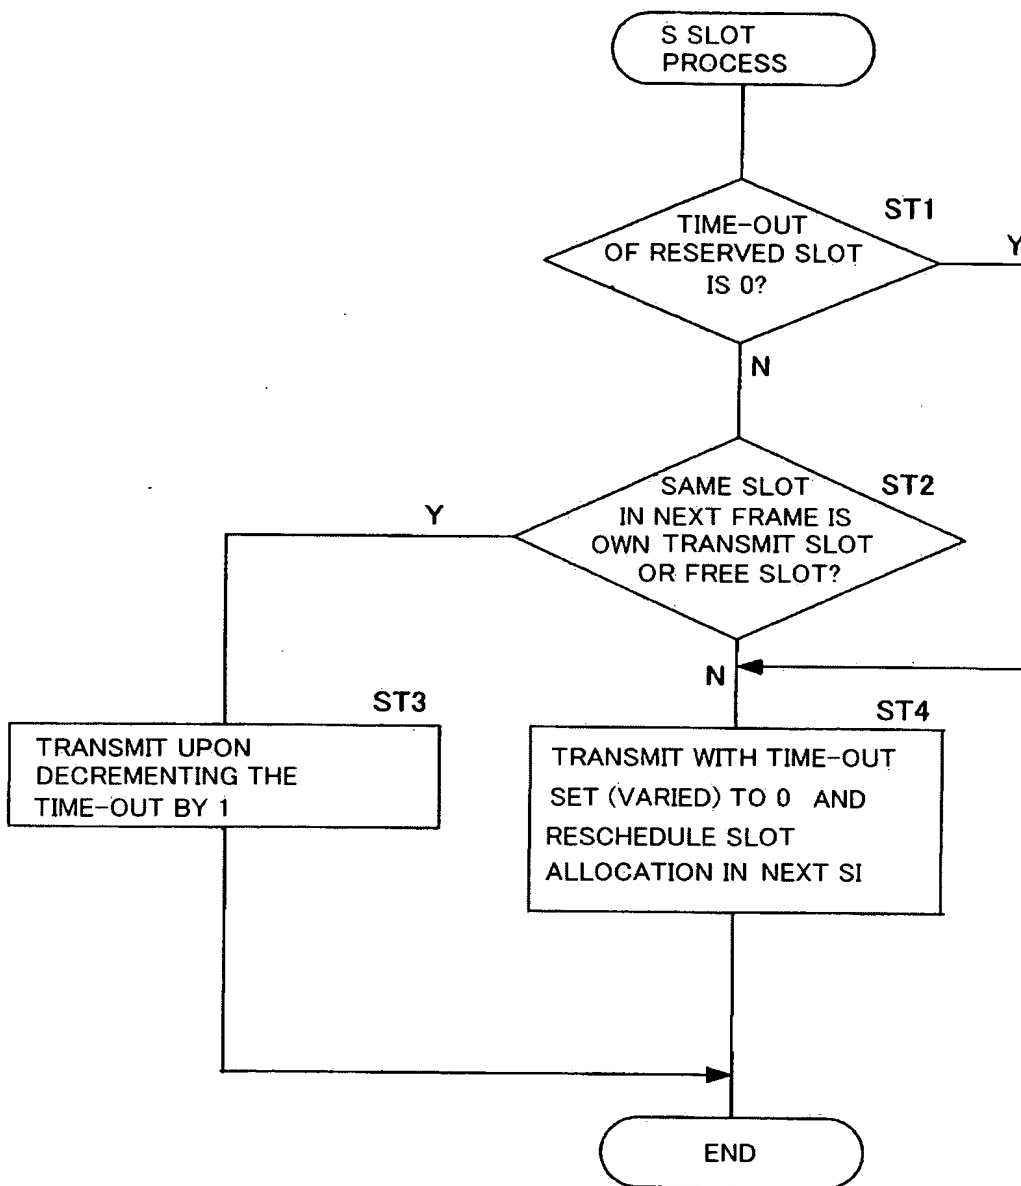 S SLOT
PROCESS
ST1
TIME-OUT
OF RESERVED SLOT
IS 0?
Y
N
ST2
SAME SLOT
IN NEXT FRAME IS
OWN TRANSMIT SLOT
OR FREE SLOT?
Y
N
ST3
TRANSMIT UPON
DECREMENTING THE
TIME-OUT BY 1
ST4
TRANSMIT WITH TIME-OUT
SET (VARIED) TO 0 AND
RESCHEDULE SLOT
ALLOCATION IN NEXT SI
END